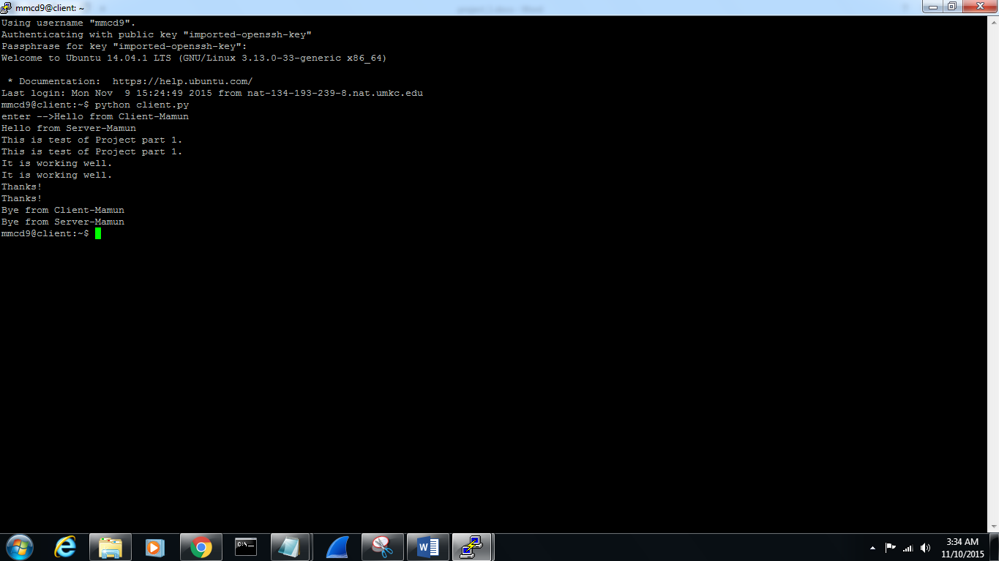 mmcd9@client: ~
Using username "mmcd9".
Authenticating with public key "imported-openssh-key"
Passphrase for key "imported-openssh-key":
Welcome to Ubuntu 14.04.1 LTS (GNU/Linux 3.13.0-33-generic x86_64)
 * Documentation:  https://help.ubuntu.com/
Last login: Mon Nov  9 15:24:49 2015 from nat-134-193-239-8.nat.umkc.edu
mmcd9@client:~$ python client.py
enter -->Hello from Client-Mamun
Hello from Server-Mamun
This is test of Project part 1.
This is test of Project part 1.
It is working well.
It is working well.
Thanks!
Thanks!
Bye from Client-Mamun
Bye from Server-Mamun
mmcd9@client:~$
C:\_
W
3:34 AM
11/10/2015